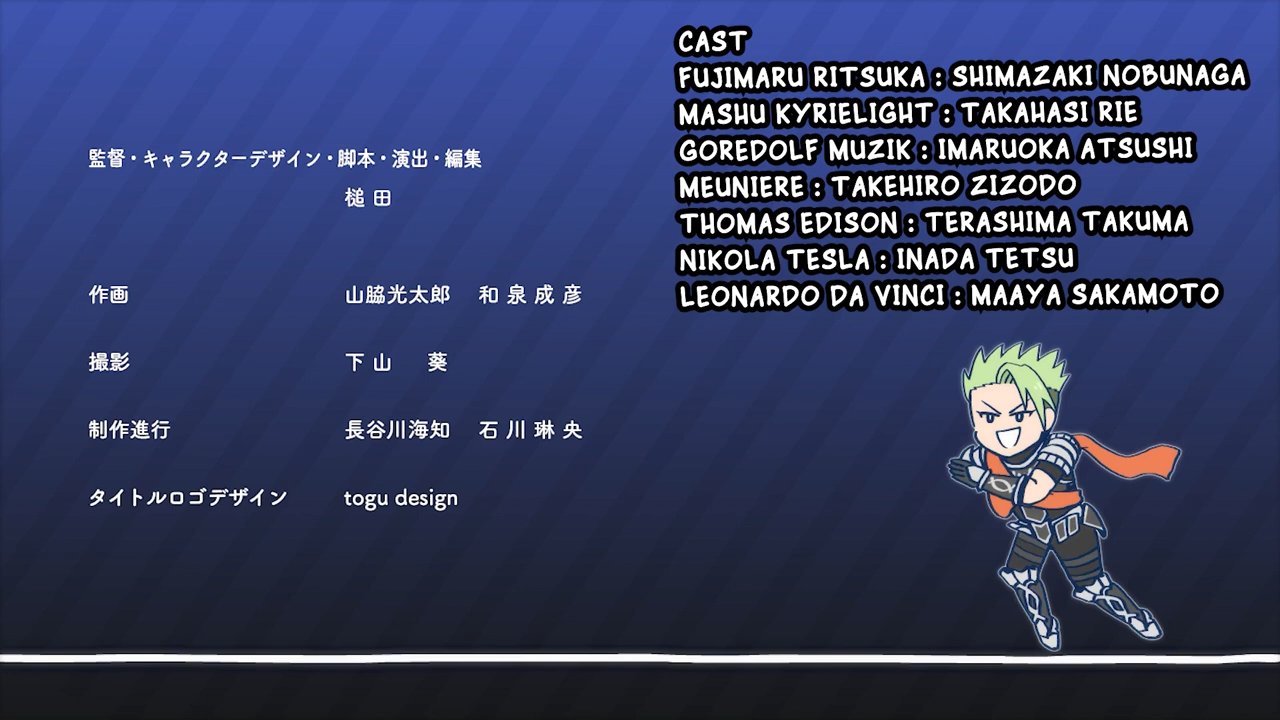 監督・キャラクターデザイン・脚本・演出・編集
槌田
作画 山脇光太郎 和泉成彦
撮影 下山 葵
制作進行 長谷川海知 石川琳央
タイトルロゴデザイン togu design
CAST
FUJIMARU RITSUKA : SHIMAZAKI NOBUNAGA
MASHU KYRIELIGHT : TAKAHASI RIE
GOREDOLF MUZIK : IMARUOKA ATSUSHI
MEUNIERE : TAKEHIRO ZIZODO
THOMAS EDISON : TERASHIMA TAKUMA
NIKOLA TESLA : INADA TETSU
LEONARDO DA VINCI : MAAYA SAKAMOTO